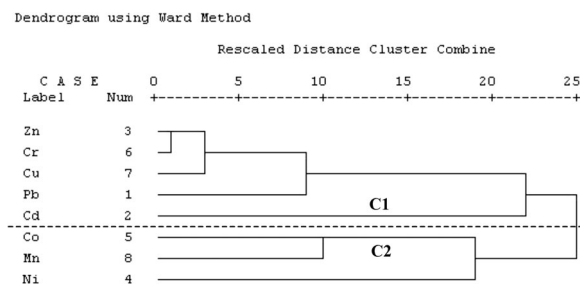 Dendrogram using Ward Method
Rescaled Distance Cluster Combine
C A S E 0 5 10 15 20 25
Label Num +---------+---------+---------+---------+---------+
Zn 3
Cr 6
Cu 7
Pb 1
C1
Cd 2
Co 5
C2
Mn 8
Ni 4